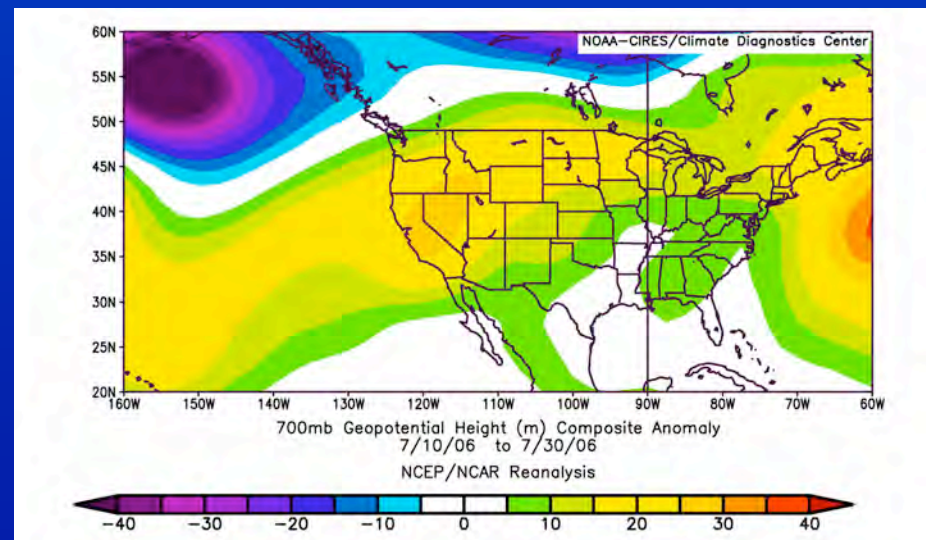 60N
NOAA-CIRES/Climate Diagnostics Center
55N
50N
45N
40N
35N
30N
25N
20N
160W 150W 140W 130W 120W 110W 100W 90W 80W 70W 60W
700mb Geopotential Height (m) Composite Anomaly
7/10/06 to 7/30/06
NCEP/NCAR Reanalysis
-40 -30 -20 -10 0 10 20 30 40